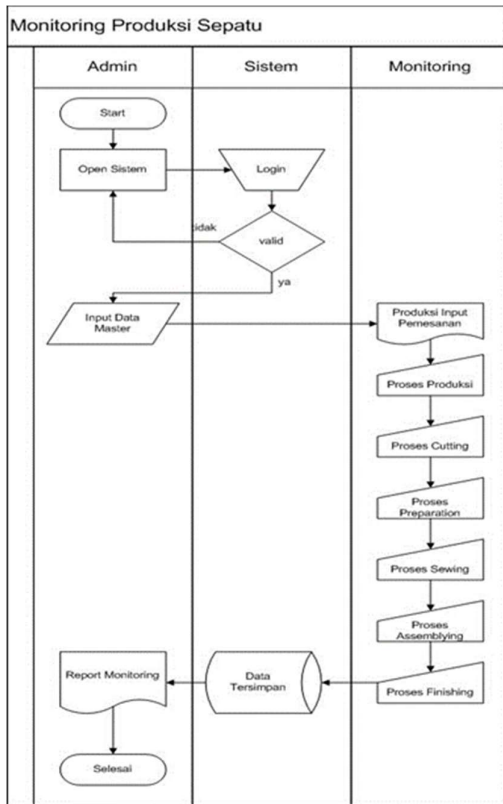 Monitoring Produksi Sepatu
Admin
Sistem
Monitoring
Start
Open Sistem
Login
tidak
valid
ya
Input Data
Master
Produksi Input
Pemesanan
Proses Produksi
Proses Cutting
Proses
Preparation
Proses Sewing
Proses
Assemblying
Proses Finishing
Data
Tersimpan
Report Monitoring
Selesai